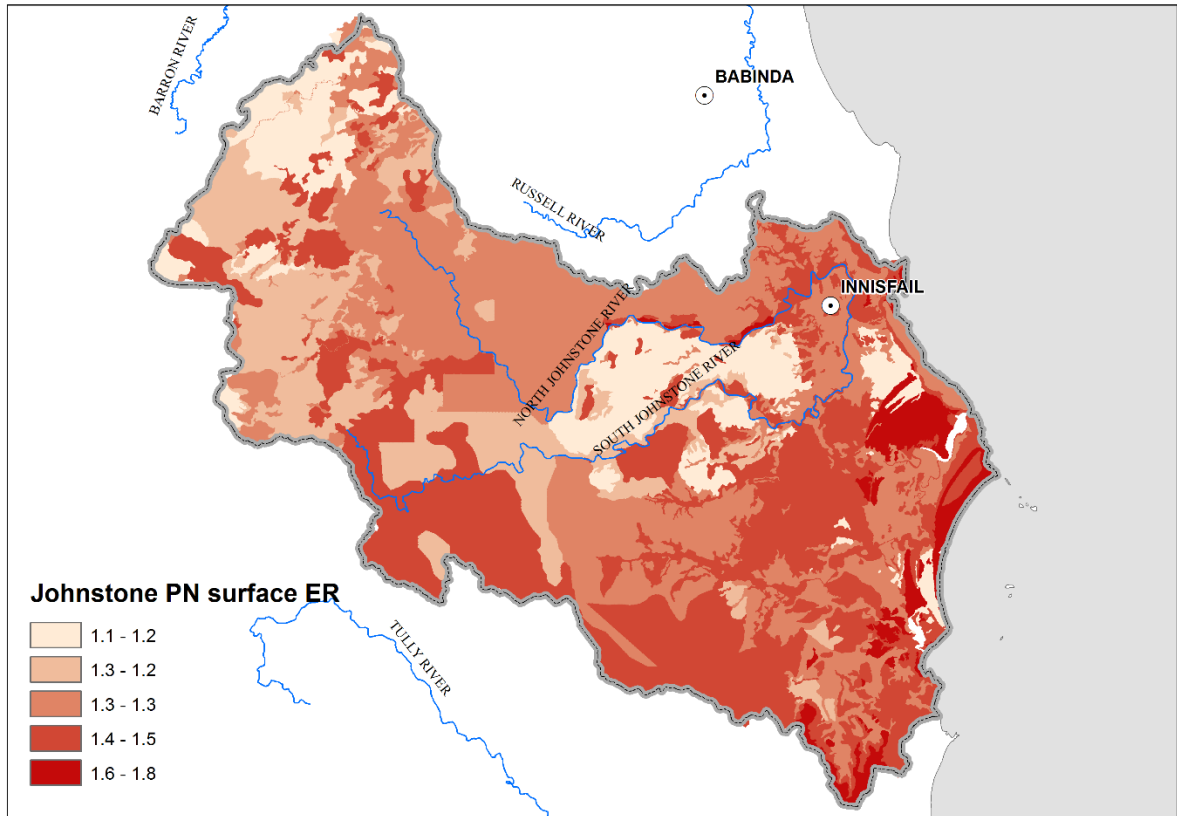 BARRON RIVER
BABINDA
RUSSELL RIVER
INNISFAIL
NORTH JOHNSTONE RIVER
SOUTH JOHNSTONE RIVER
TULLY RIVER
Johnstone PN surface ER
1.1 - 1.2
1.3 - 1.2
1.3 - 1.3
1.4 - 1.5
1.6 - 1.8